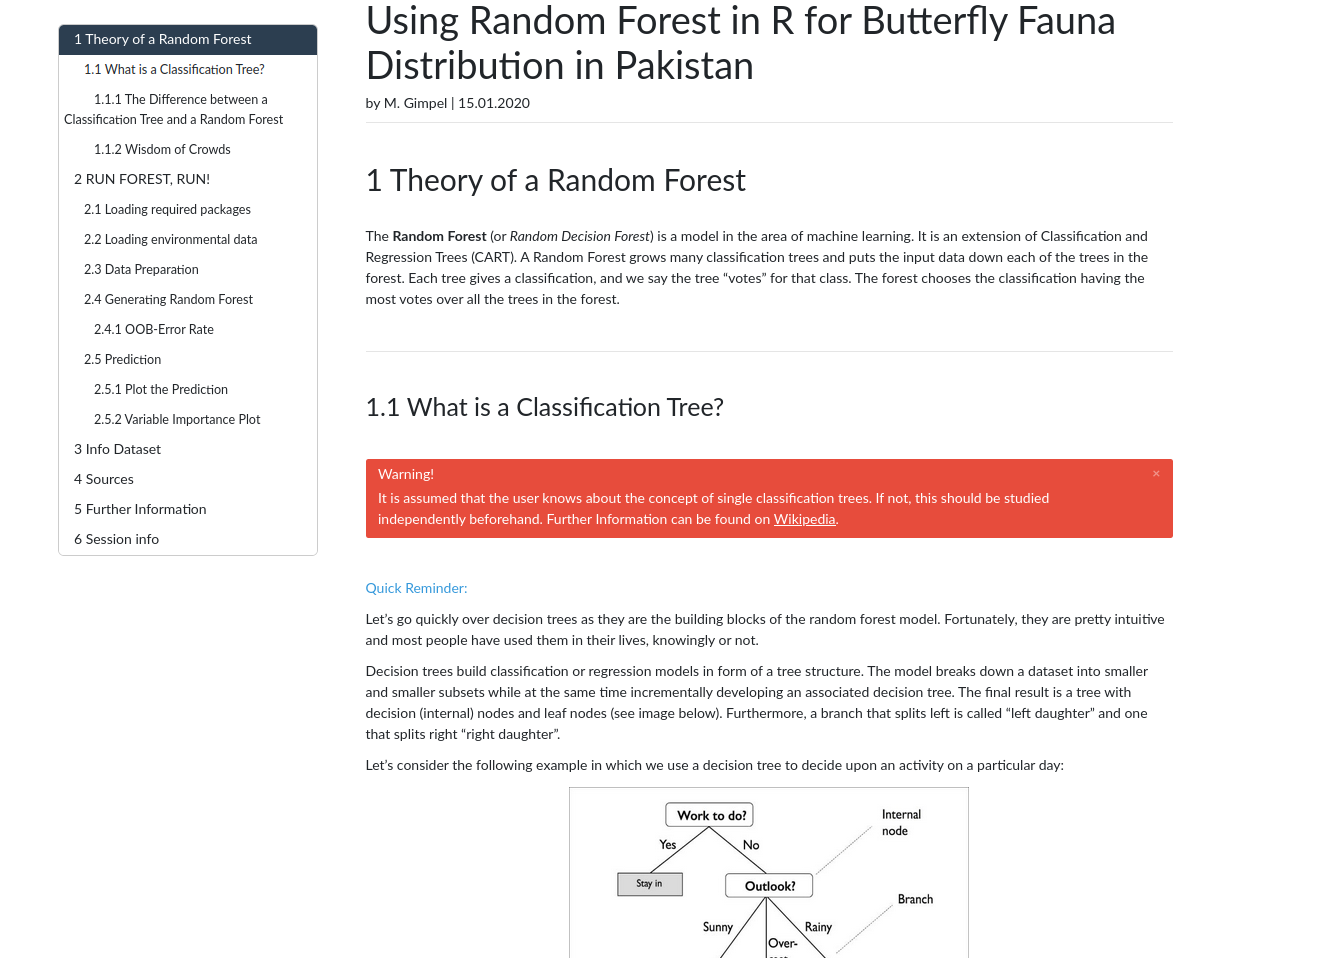 1 Theory of a Random Forest
1.1 What is a Classification Tree?
1.1.1 The Difference between a
Classification Tree and a Random Forest
1.1.2 Wisdom of Crowds
2 RUN FOREST, RUN!
2.1 Loading required packages
2.2 Loading environmental data
2.3 Data Preparation
2.4 Generating Random Forest
2.4.1 OOB-Error Rate
2.5 Prediction
2.5.1 Plot the Prediction
2.5.2 Variable Importance Plot
3 Info Dataset
4 Sources
5 Further Information
6 Session info
Using Random Forest in R for Butterfly Fauna
Distribution in Pakistan
by M. Gimpel | 15.01.2020
1 Theory of a Random Forest
The Random Forest (or Random Decision Forest) is a model in the area of machine learning. It is an extension of Classification and
Regression Trees (CART). A Random Forest grows many classification trees and puts the input data down each of the trees in the
forest. Each tree gives a classification, and we say the tree “votes” for that class. The forest chooses the classification having the
most votes over all the trees in the forest.
1.1 What is a Classification Tree?
Warning! ×
It is assumed that the user knows about the concept of single classification trees. If not, this should be studied
independently beforehand. Further Information can be found on Wikipedia.
Quick Reminder:
Let’s go quickly over decision trees as they are the building blocks of the random forest model. Fortunately, they are pretty intuitive
and most people have used them in their lives, knowingly or not.
Decision trees build classification or regression models in form of a tree structure. The model breaks down a dataset into smaller
and smaller subsets while at the same time incrementally developing an associated decision tree. The final result is a tree with
decision (internal) nodes and leaf nodes (see image below). Furthermore, a branch that splits left is called “left daughter” and one
that splits right “right daughter”.
Let’s consider the following example in which we use a decision tree to decide upon an activity on a particular day:
Work to do?
Internal
node
Yes
No
Stay in
Outlook?
Branch
Sunny
Rainy
Over-